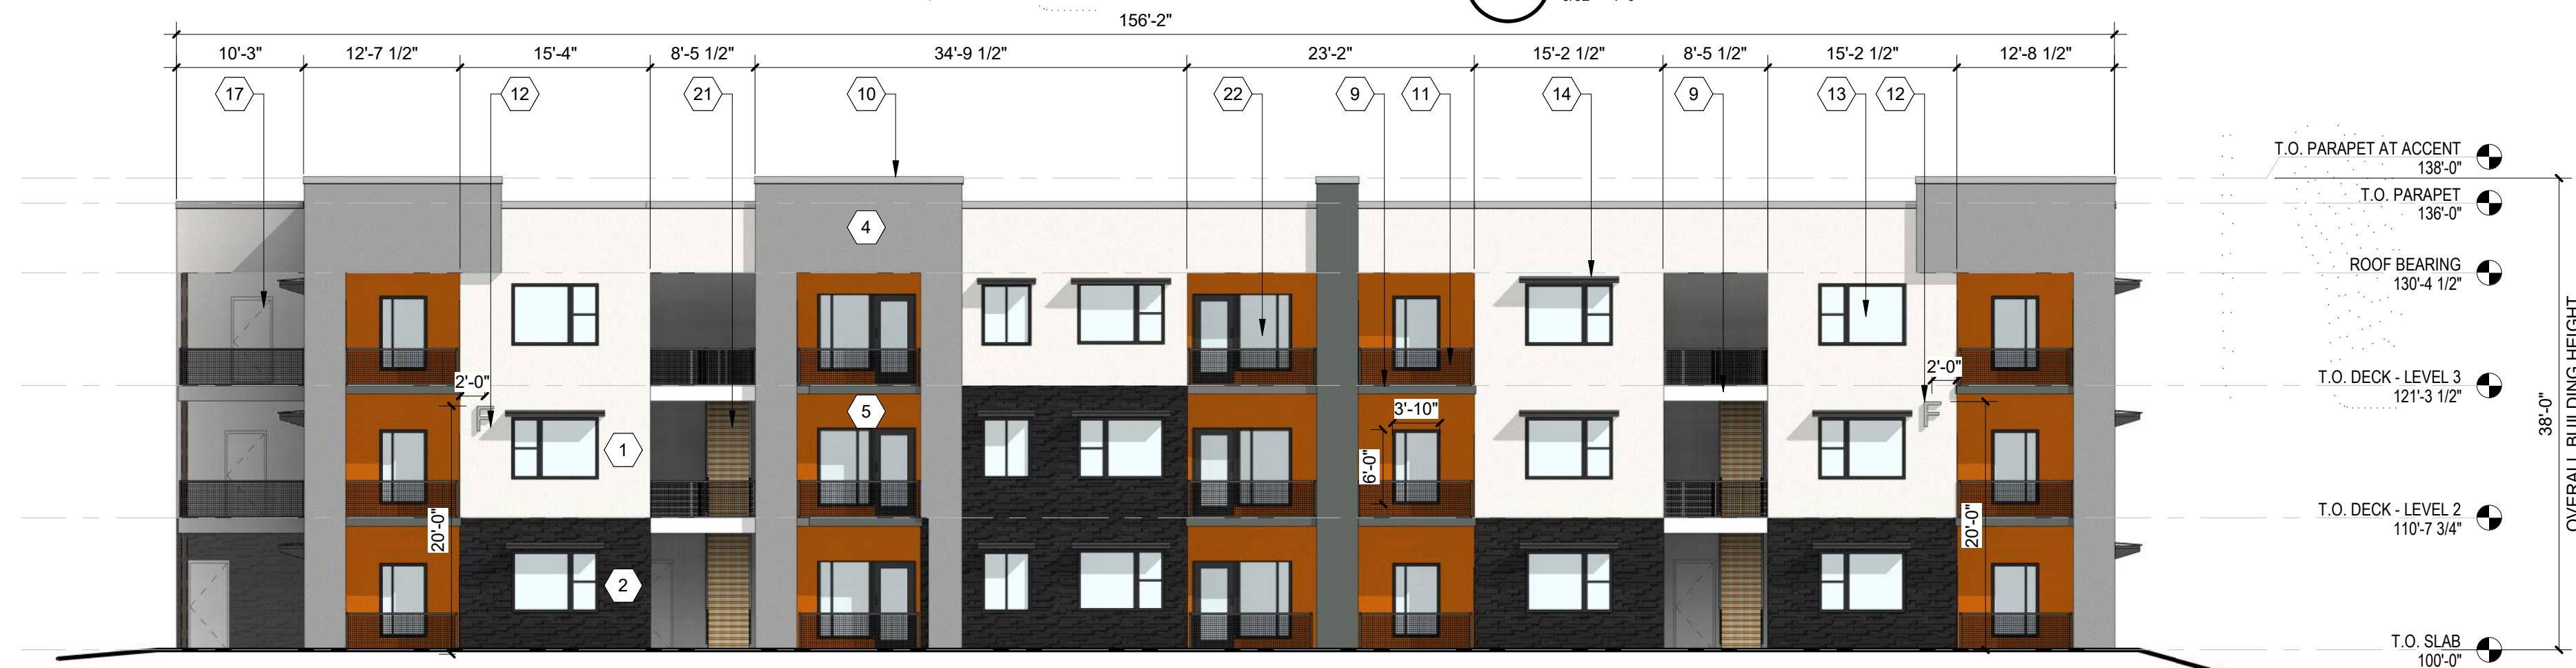 156'-2"
10'-3" 12'-7 1/2" 15'-4" 8'-5 1/2" 34'-9 1/2" 23'-2" 15'-2 1/2" 8'-5 1/2" 15'-2 1/2" 12'-8 1/2"
17 12 21 10 22 9 11 14 9 13 12
T.O. PARAPET AT ACCENT
138'-0"
T.O. PARAPET
136'-0"
4
ROOF BEARING
130'-4 1/2"
T.O. DECK - LEVEL 3
121'-3 1/2"
2'-0" 2'-0"
F 5 3'-10" F
1 6'-0"
38'-0"
OVERALL BUILDING HEIGHT
T.O. DECK - LEVEL 2
110'-7 3/4"
20'-0" 20'-0"
2
T.O. SLAB
100'-0"